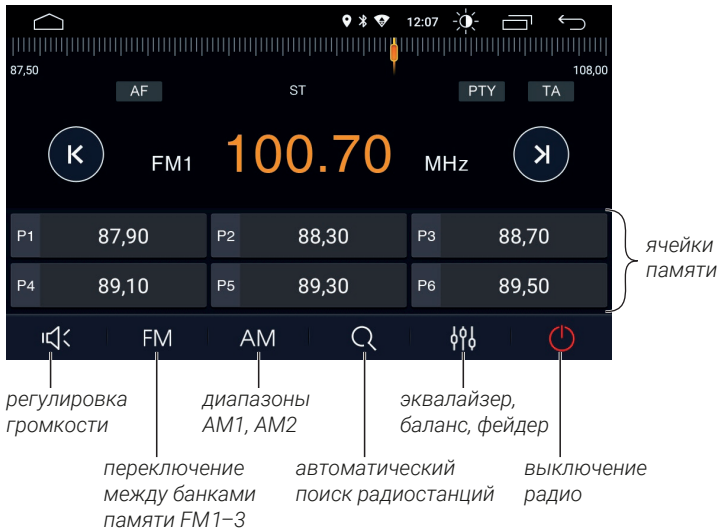 12:07
87,50
108,00
AF
ST
PTY
TA
FM1 100.70 MHz
P1 87,90 P2 88,30 P3 88,70
P4 89,10 P5 89,30 P6 89,50
ячейки
памяти
FM AM
регулировка
громкости
диапазоны
AM1, AM2
эквалайзер,
баланс, фейдер
переключение
между банками
памяти FM1–3
автоматический
поиск радиостанций
выключение
радио